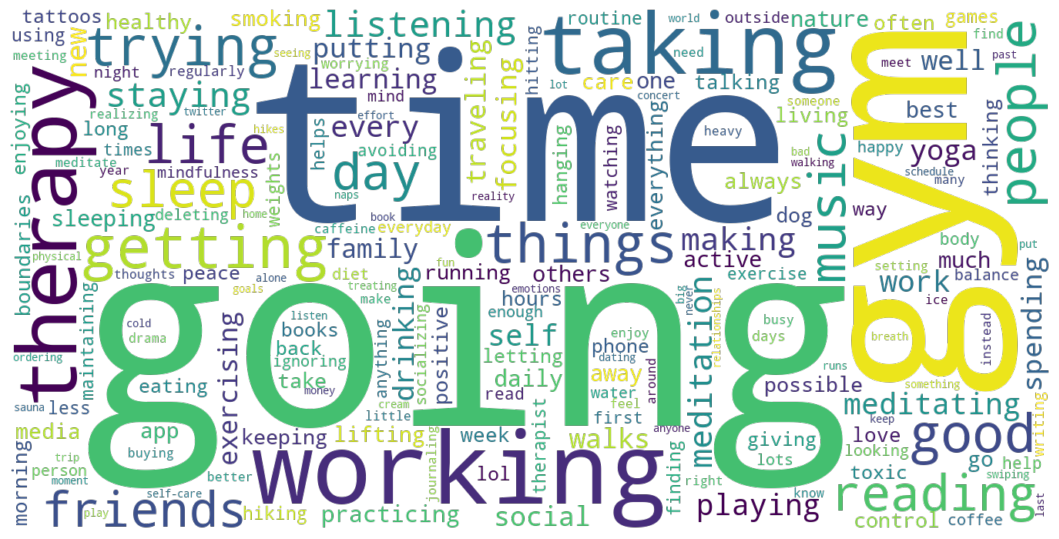 tattoos
using
meeting
healthy
smoking
listening
routine
world
outside
nature
often
games
find
trying
new
seeing
worrying
putting
hitting
taking
need
talking
meet
well
past
people
night
regularly
learning
lot
care
one
concert
someone
living
best
realizing
twitter
mind
traveling
focusing
staying
long
effort
every
heavy
bad
walking
happy
yoga
thinking
enjoying
meditate
times
life
helps
avoiding
time
gym
year
mindfulness
hanging
watching
everything
schedule
many
therapy
sleep
weights
day
naps
reality
always
music
sleeping
deleting
home
book
dog
way
boundaries
caffeine
everyday
everyone
getting
family
things
making
body
setting
much
put
physical
thoughts
peace
alone
fun
diet
running
others
active
exercise
work
balance
spending
goals
treating
make
emotions
hours
big
never
meditation
ice
maintaining
cold
drama
going
listen
books
back
ignoring
take
drinking
anything
socializing
positive
enough
self
letting
daily
read
dating
enjoy
phone
away
water
feel
first
around
relationships
busy
days
runs
possible
breath
instead
ordering
eating
exercising
money
cream
little
something
meditating
writing
sauna
less
media
app
keeping
lifting
week
therapist
walks
anyone
giving
lots
love
looking
keep
good
trip
person
moment
buying
better
working
journaling
lol
finding
right
toxic
go
help
swiping
morning
self-care
play
friends
hiking
practicing
social
playing
know
reading
control
coffee
last